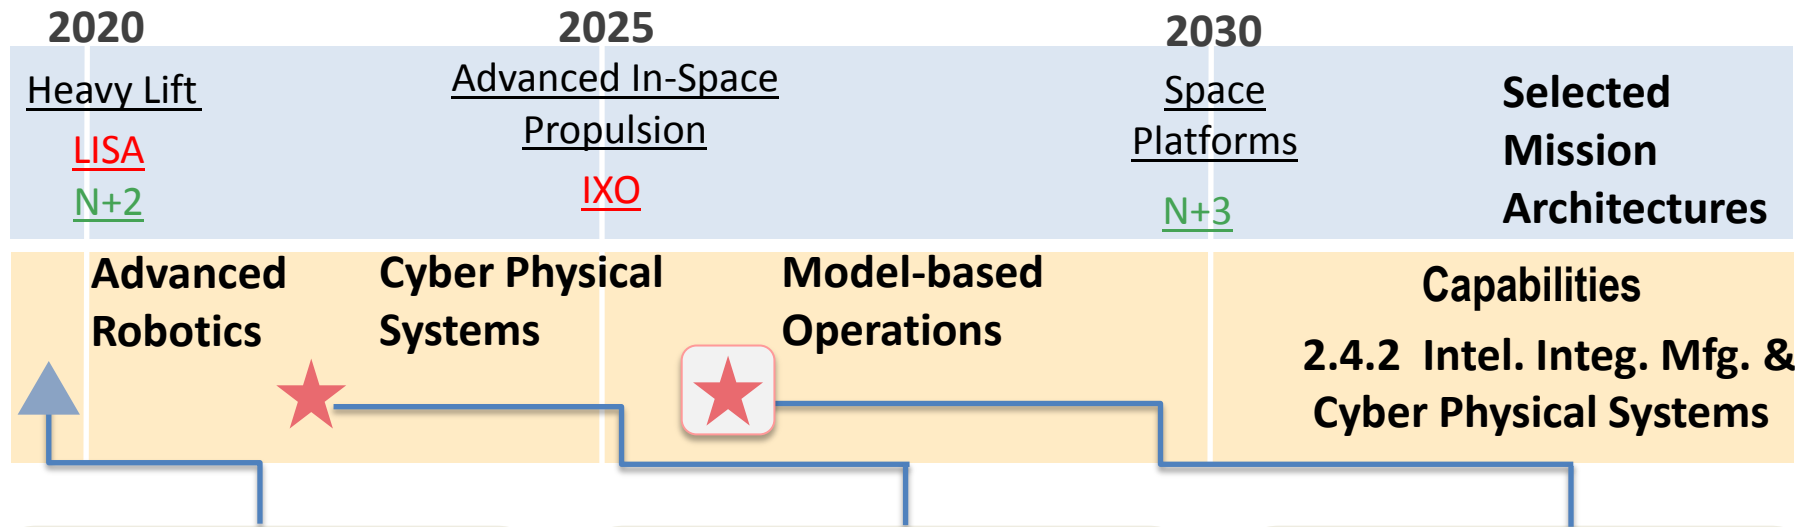 2020 2025 2030
Heavy Lift
LISA
N+2
Advanced In-Space
Propulsion
IXO
Space
Platforms
N+3
Selected
Mission
Architectures
Advanced
Robotics
Cyber Physical
Systems
Model-based
Operations
Capabilities
2.4.2 Intel. Integ. Mfg. &
Cyber Physical Systems